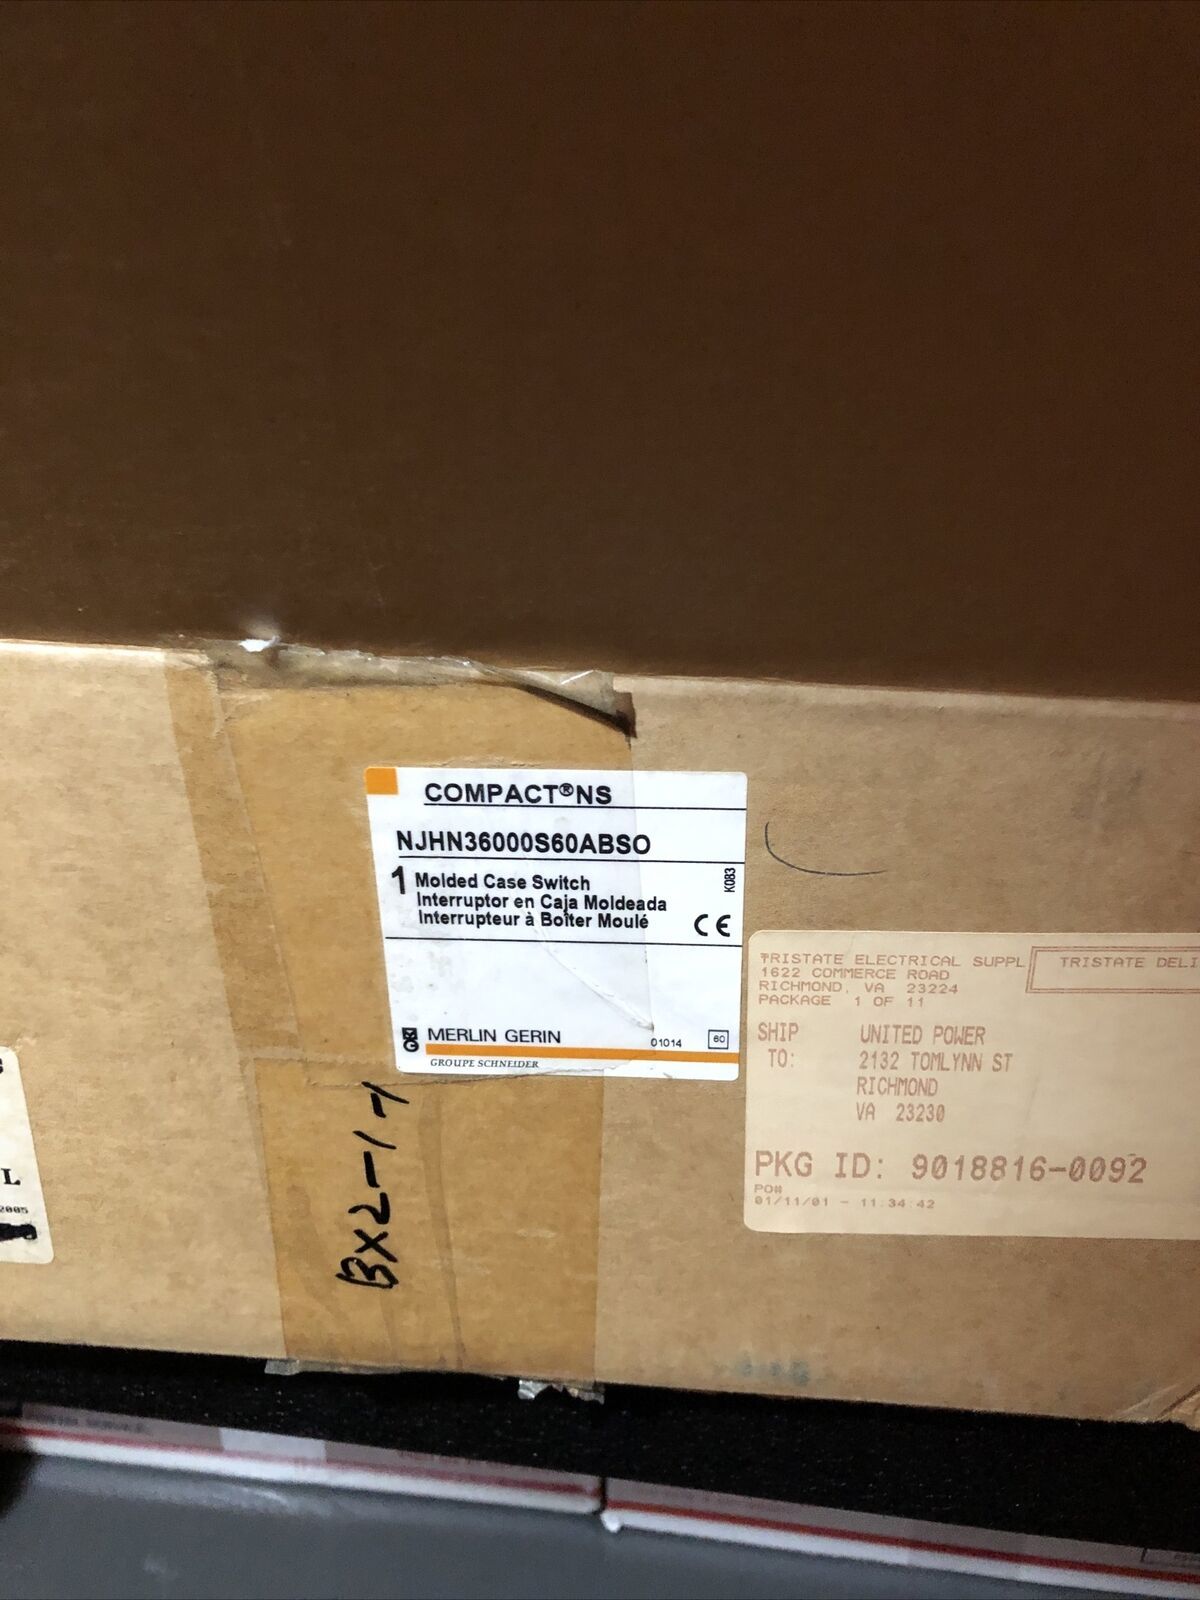 COMPACT®NS
NJHN36000S60ABSO
1 Molded Case Switch
Interruptor en Caja Moldeada
Interrupteur à Boîter Moulé
K083
CE
MG MERLIN GERIN
01014
60
GROUPE SCHNEIDER
BX2-17
L
2005
TRISTATE ELECTRICAL SUPPL
1622 COMMERCE ROAD
RICHMOND, VA 23224
PACKAGE 1 OF 11
TRISTATE DELI
SHIP TO: UNITED POWER
2132 TOMLYNN ST
RICHMOND
VA 23230
PKG ID: 9018816-0092
PO#
01/11/01 - 11:34:42